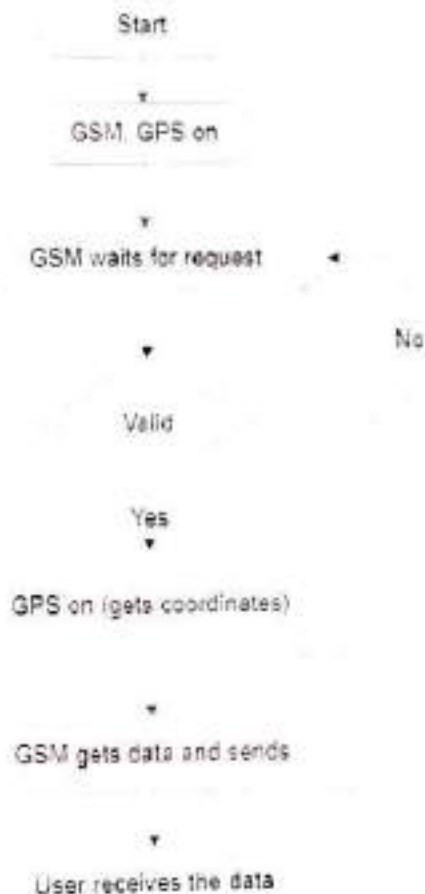 Start
GSM, GPS on
GSM waits for request
No
Valid
Yes
GPS on (gets coordinates)
GSM gets data and sends
User receives the data